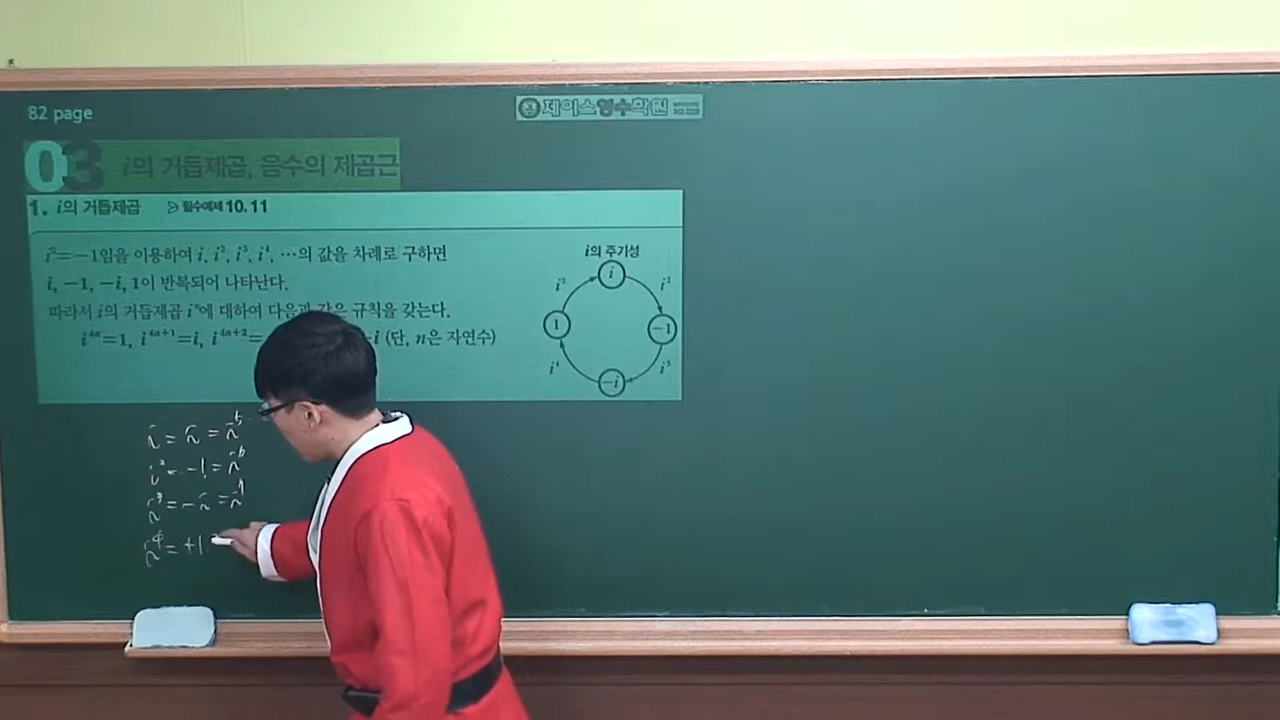 82 page
제이스영수학원
03 i의 거듭제곱, 음수의 제곱근
1. i의 거듭제곱 필수예제 10, 11
i²=-1임을 이용하여 i, i², i³, i⁴, …의 값을 차례로 구하면
i, -1, -i, 1이 반복되어 나타난다.
따라서 i의 거듭제곱 iⁿ에 대하여 다음과 같은 규칙을 갖는다.
i⁴ⁿ=1, i⁴ⁿ⁺¹=i, i⁴ⁿ⁺²= -i (단, n은 자연수)
i의 주기성
i
i⁵ i²
1 -1
i⁴ i³
-i
i = i = i⁵
i² = -1 = i⁶
i³ = -i = i⁷
i⁴ = +1